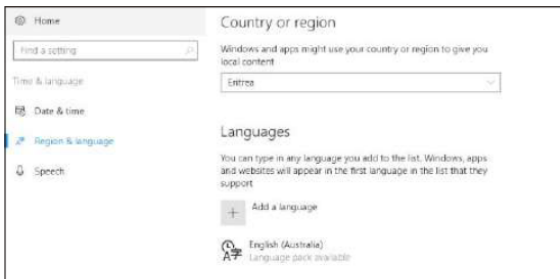 Home
Find a setting
Time & language
Date & time
Region & language
Speech
Country or region
Windows and apps might use your country or region to give you
local content
Eritrea
Languages
You can type in any language you add to the list. Windows, apps
and websites will appear in the first language in the list that they
support
Add a language
A字
English (Australia)
Language pack available